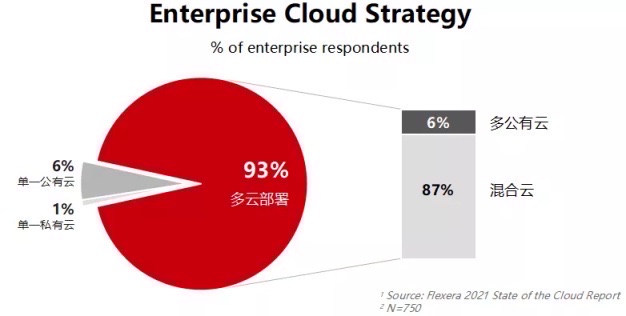 Enterprise Cloud Strategy
% of enterprise respondents
6%
单一公有云
1%
单一私有云
93%
多云部署
6%
多公有云
87%
混合云
¹ Source: Flexera 2021 State of the Cloud Report
² N=750